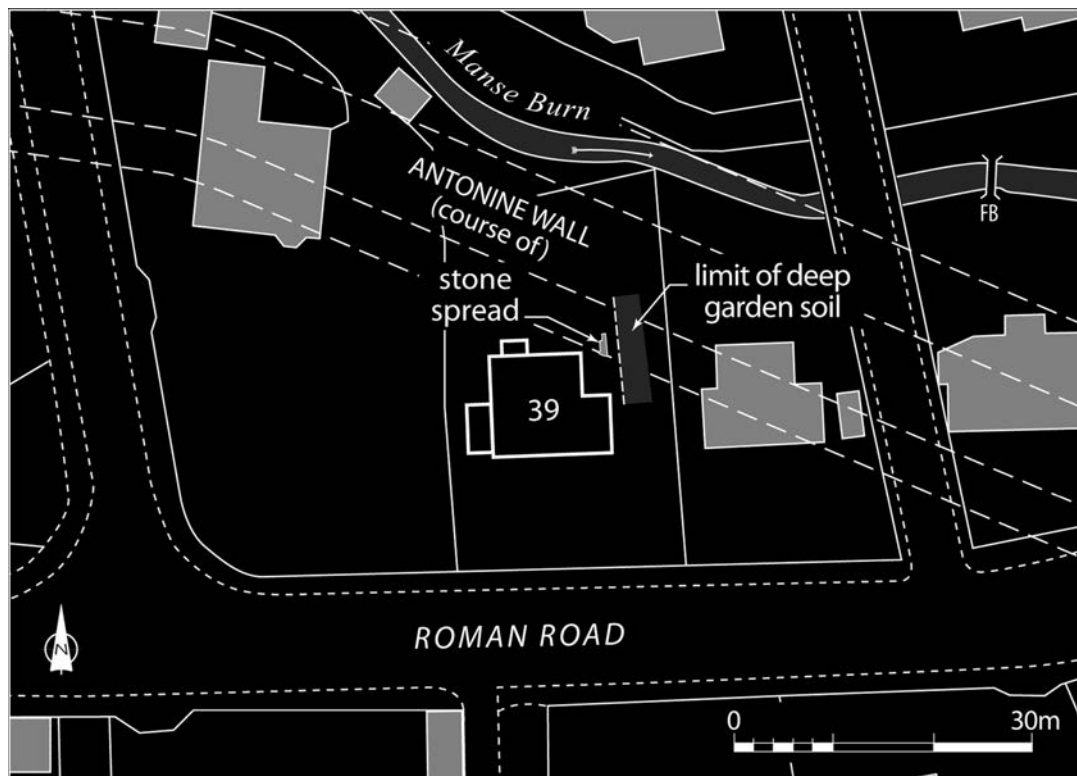 Manse Burn
ANTONINE WALL
(course of)
FB
stone
spread
limit of deep
garden soil
39
ROMAN ROAD
N
0 30m